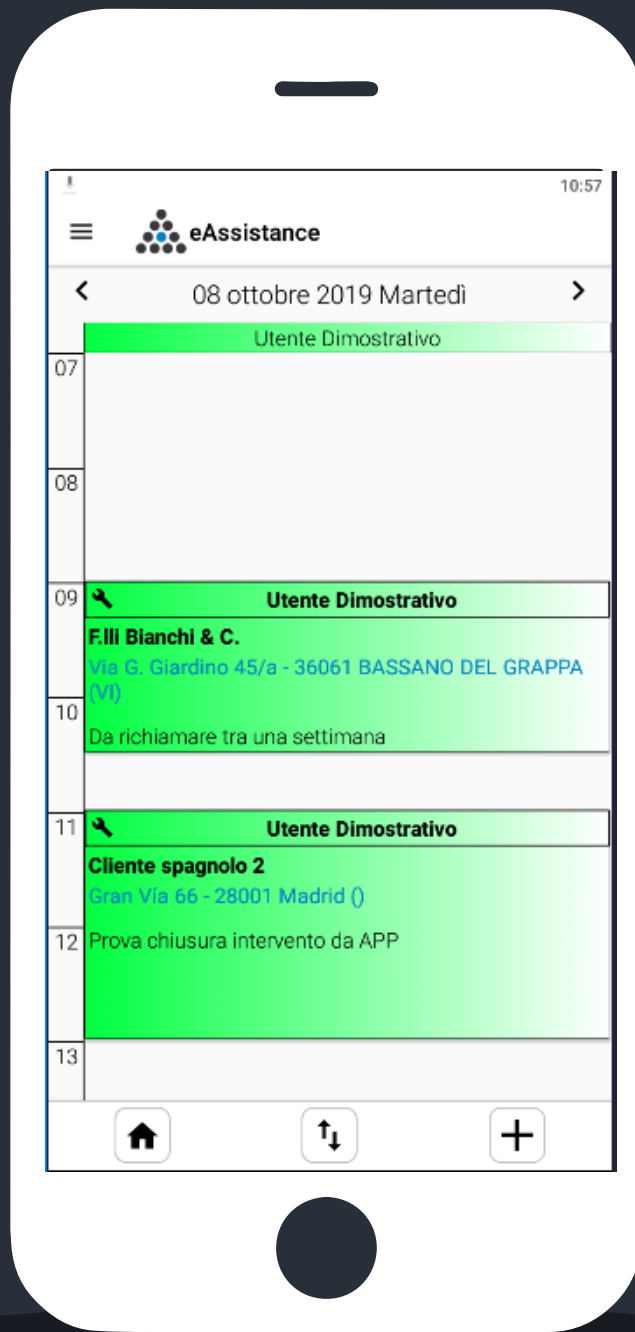 10:57
eAssistance
08 ottobre 2019 Martedì
Utente Dimostrativo
07
08
09
Utente Dimostrativo
F.lli Bianchi & C.
Via G. Giardino 45/a - 36061 BASSANO DEL GRAPPA
(VI)
10
Da richiamare tra una settimana
11
Utente Dimostrativo
Cliente spagnolo 2
Gran Vía 66 - 28001 Madrid ()
12
Prova chiusura intervento da APP
13